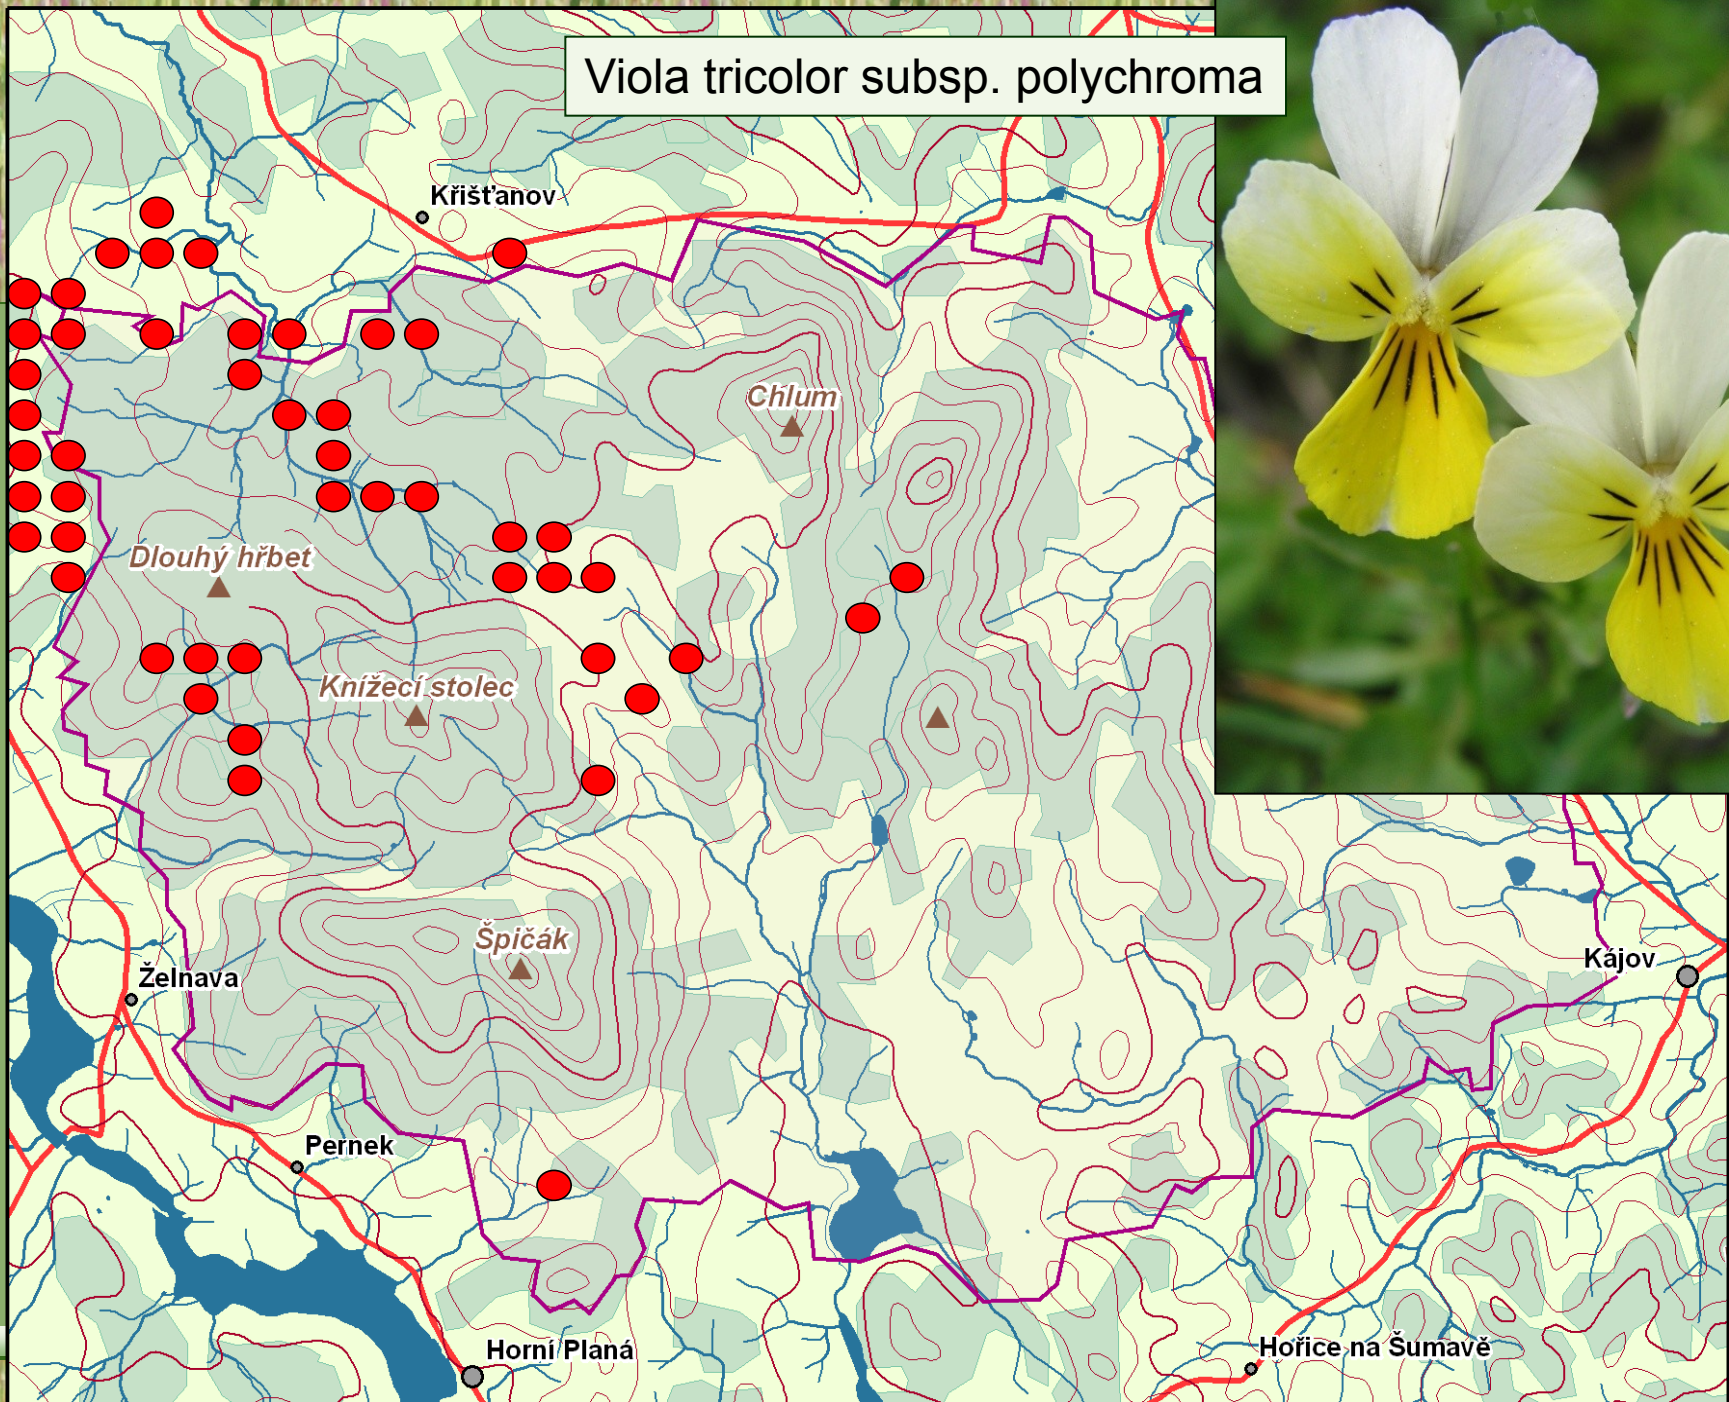 Viola tricolor subsp. polychroma
Křišťanov
Chlum
Dlouhý hřbet
Knížecí stolec
Špičák
Želnava
Kájov
Pernek
Horní Planá
Hořice na Šumavě